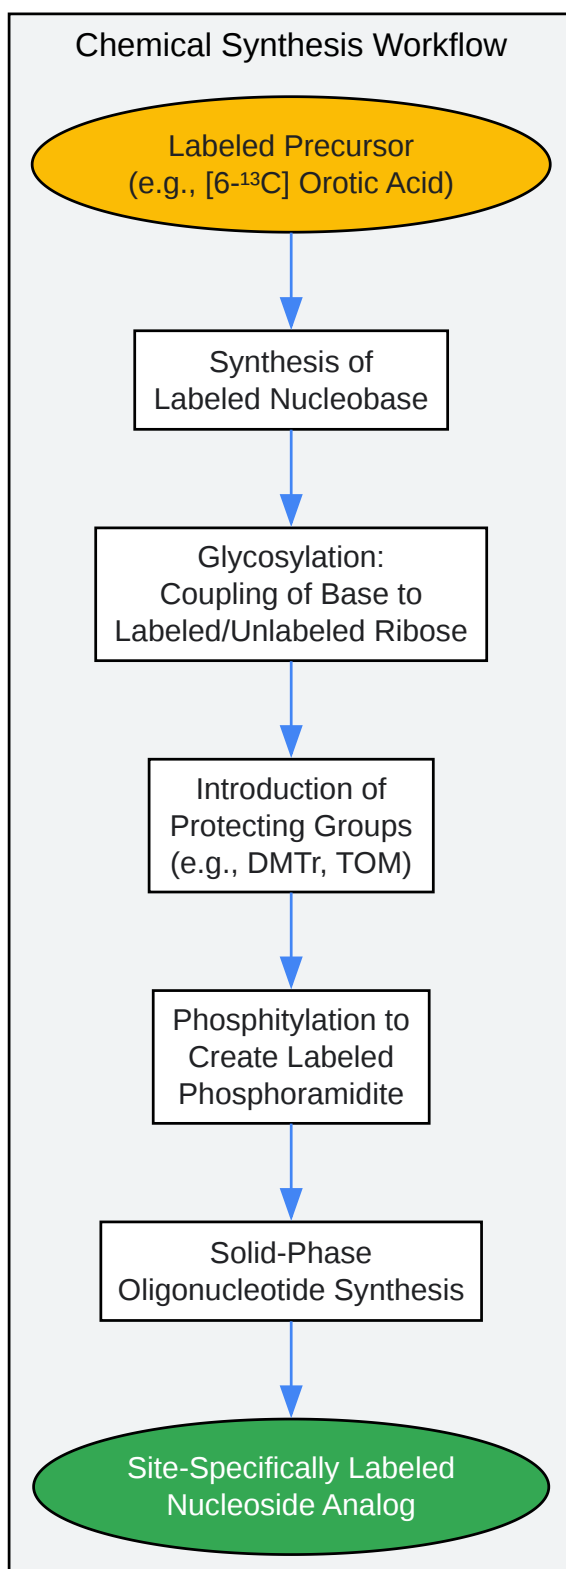 Chemical Synthesis Workflow
Labeled Precursor
(e.g., [6-¹³C] Orotic Acid)
Synthesis of
Labeled Nucleobase
Glycosylation:
Coupling of Base to
Labeled/Unlabeled Ribose
Introduction of
Protecting Groups
(e.g., DMTr, TOM)
Phosphitylation to
Create Labeled
Phosphoramidite
Solid-Phase
Oligonucleotide Synthesis
Site-Specifically Labeled
Nucleoside Analog